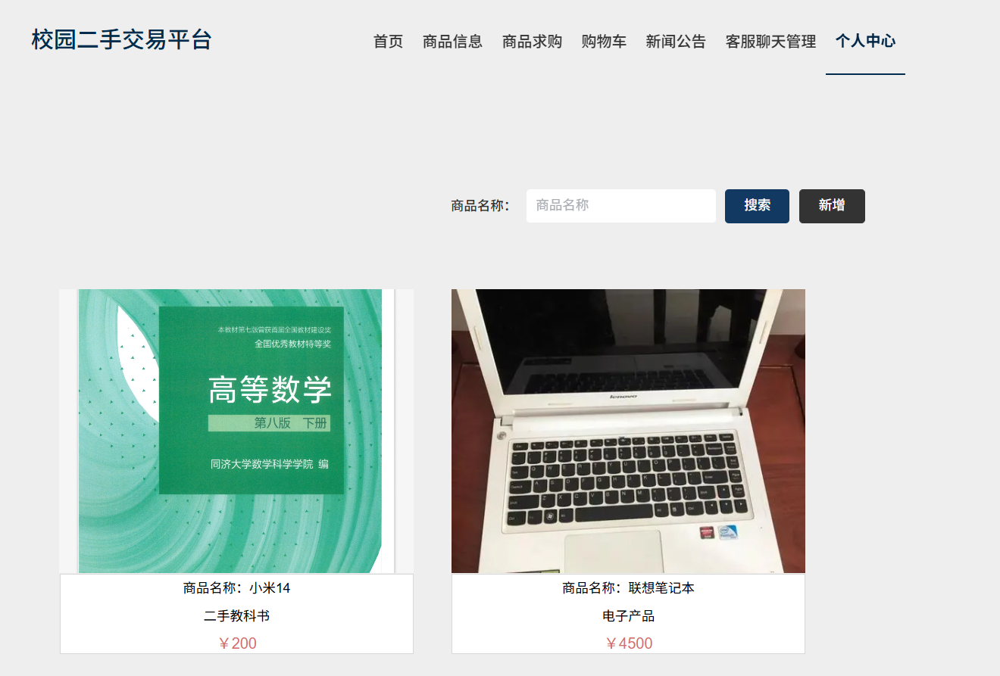 校园二手交易平台
首页 商品信息 商品求购 购物车 新闻公告 客服聊天管理 个人中心
商品名称： 商品名称 搜索 新增
本教材第七版曾获首届全国教材建设奖
全国优秀教材特等奖
高等数学
第八版 下册
同济大学数学科学学院 编
lenovo
商品名称：小米14
二手教科书
￥200
商品名称：联想笔记本
电子产品
￥4500